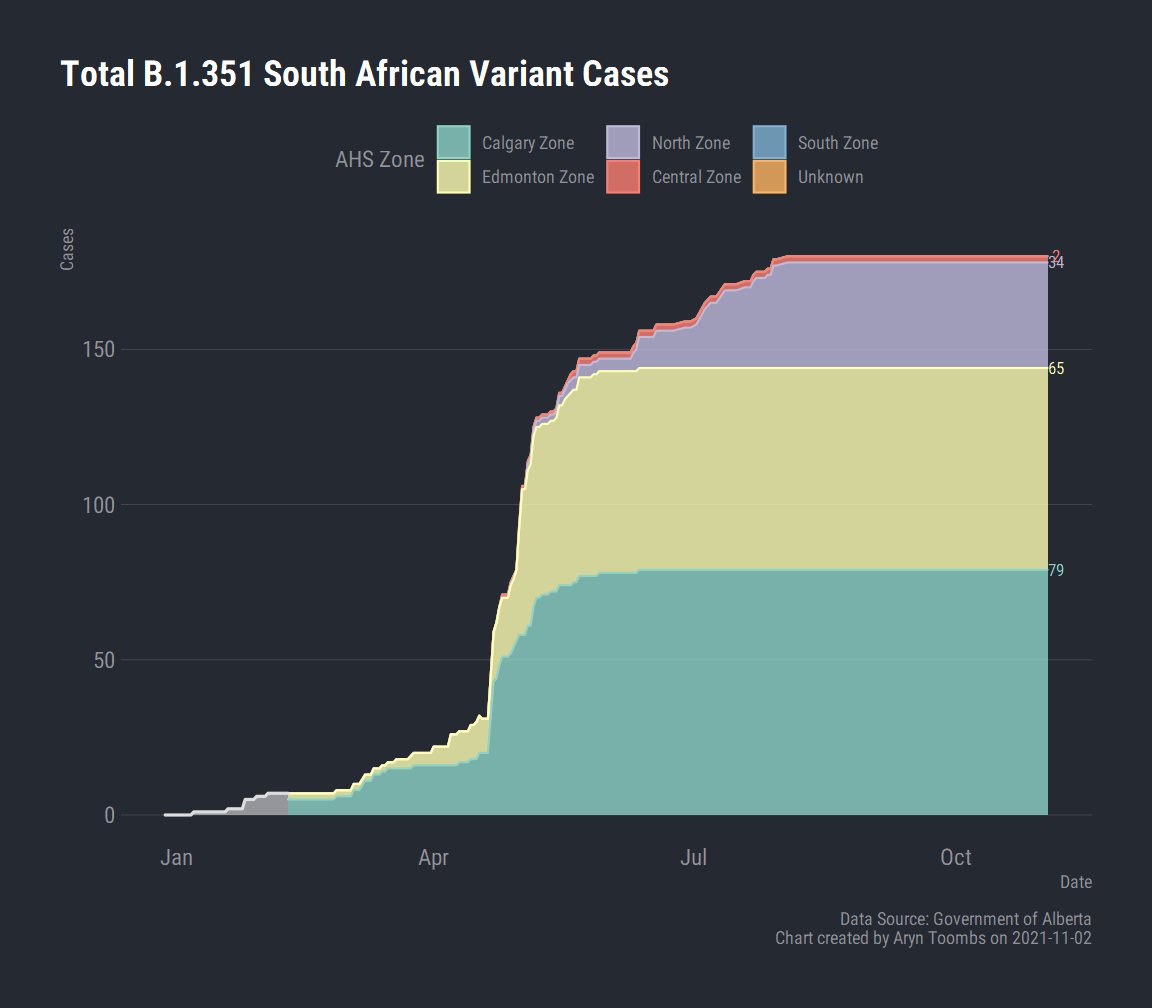 Total B.1.351 South African Variant Cases
AHS Zone
Calgary Zone
North Zone
South Zone
Edmonton Zone
Central Zone
Unknown
Cases
2
34
150
65
100
79
50
0
Jan
Apr
Jul
Oct
Date
Data Source: Government of Alberta
Chart created by Aryn Toombs on 2021-11-02